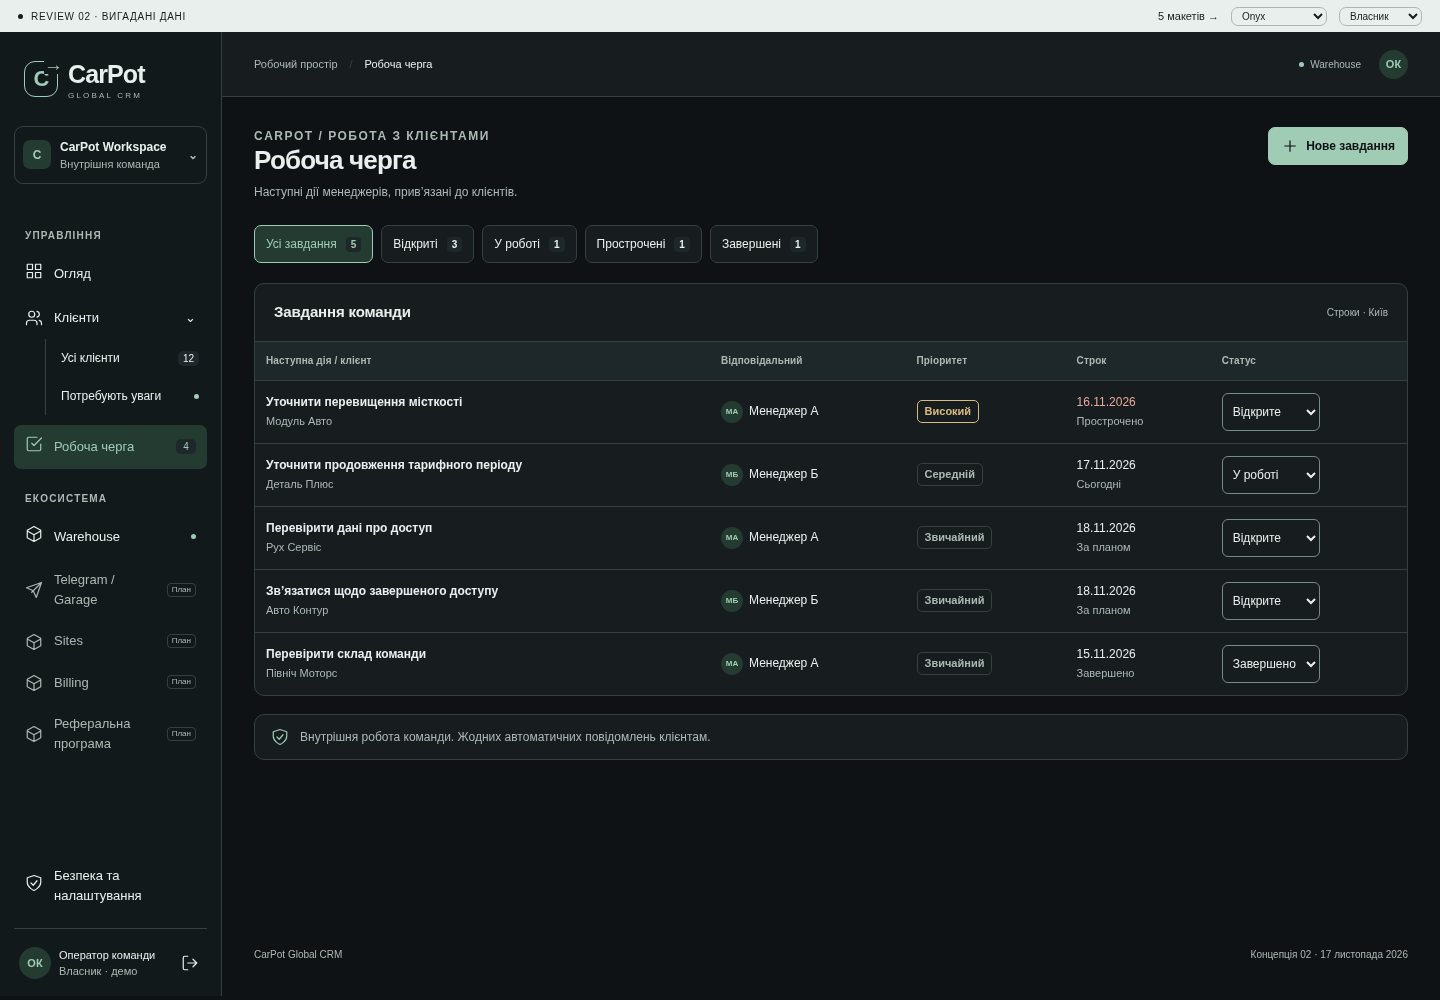 REVIEW 02 · ВИГАДАНІ ДАНІ
5 макетів →
Onyx
Власник
C
CarPot
GLOBAL CRM
C
CarPot Workspace
Внутрішня команда
УПРАВЛІННЯ
Огляд
Клієнти
Усі клієнти
12
Потребують уваги
Робоча черга
4
ЕКОСИСТЕМА
Warehouse
Telegram /
Garage
План
Sites
План
Billing
План
Реферальна
програма
План
Безпека та
налаштування
ОК
Оператор команди
Власник · демо
Робочий простір / Робоча черга
Warehouse
ОК
CARPOT / РОБОТА З КЛІЄНТАМИ
Робоча черга
Наступні дії менеджерів, прив’язані до клієнтів.
Нове завдання
Усі завдання 5
Відкриті 3
У роботі 1
Прострочені 1
Завершені 1
Завдання команди
Строки · Київ
Наступна дія / клієнт Відповідальний Пріоритет Строк Статус
Уточнити перевищення місткості
Модуль Авто
МА Менеджер А
Високий
16.11.2026
Прострочено
Відкрите
Уточнити продовження тарифного періоду
Деталь Плюс
МБ Менеджер Б
Середній
17.11.2026
Сьогодні
У роботі
Перевірити дані про доступ
Рух Сервіс
МА Менеджер А
Звичайний
18.11.2026
За планом
Відкрите
Зв’язатися щодо завершеного доступу
Авто Контур
МБ Менеджер Б
Звичайний
18.11.2026
За планом
Відкрите
Перевірити склад команди
Північ Моторс
МА Менеджер А
Звичайний
15.11.2026
Завершено
Завершено
Внутрішня робота команди. Жодних автоматичних повідомлень клієнтам.
CarPot Global CRM
Концепція 02 · 17 листопада 2026